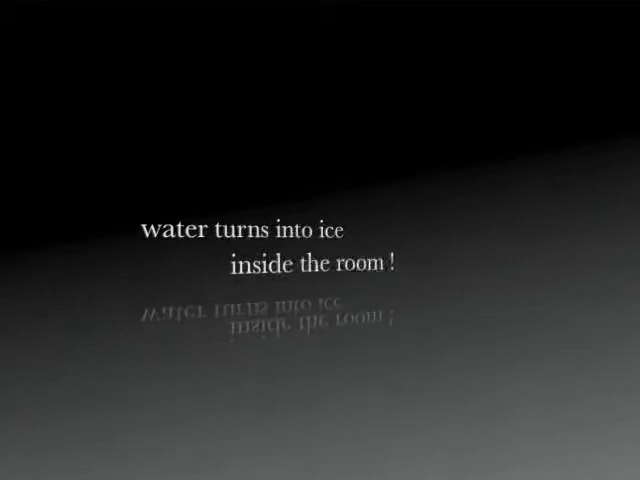 water turns into ice
inside the room !